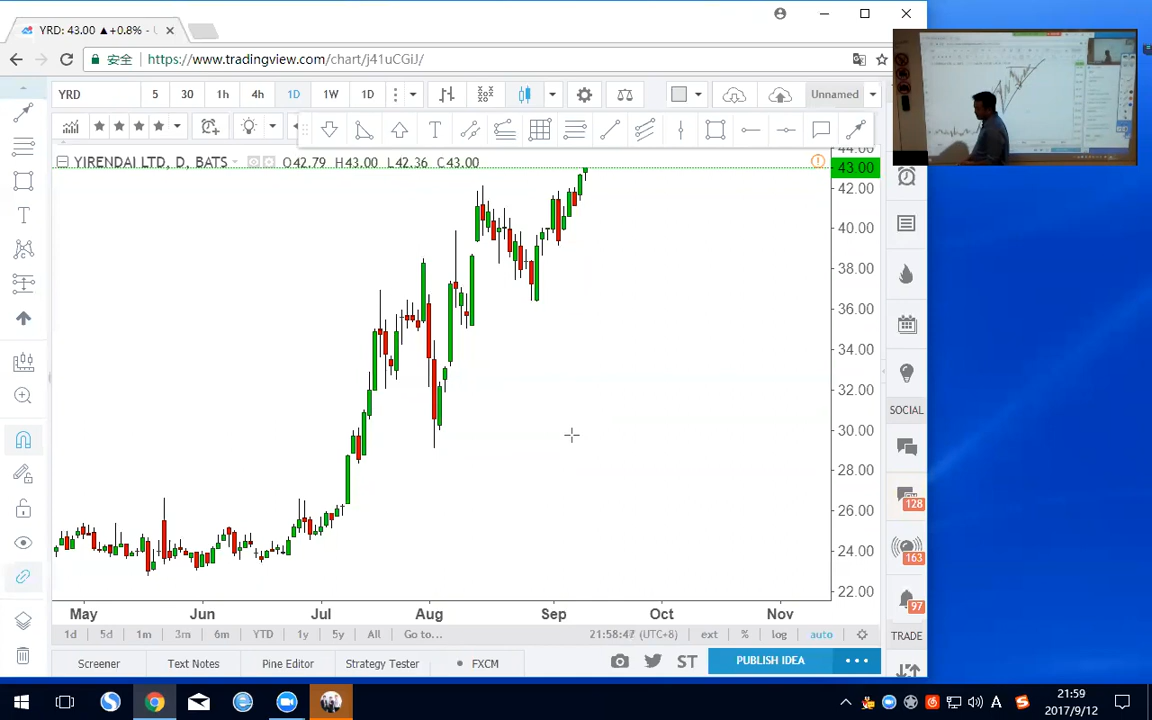 YRD: 43.00 ▲+0.8% - U
安全
https://www.tradingview.com/chart/j41uCGiJ/
YRD 5 30 1h 4h 1D 1W 1D Unnamed
YIRENDAI LTD, D, BATS O42.79 H43.00 L42.36 C43.00
44.00
43.00
42.00
40.00
38.00
36.00
34.00
32.00
30.00
28.00
26.00
24.00
22.00
SOCIAL
128
163
97
TRADE
May Jun Jul Aug Sep Oct Nov
1d 5d 1m 3m 6m YTD 1y 5y All Go to... 21:58:47 (UTC+8) ext % log auto
Screener Text Notes Pine Editor Strategy Tester FXCM ST PUBLISH IDEA
A
21:59
2017/9/12